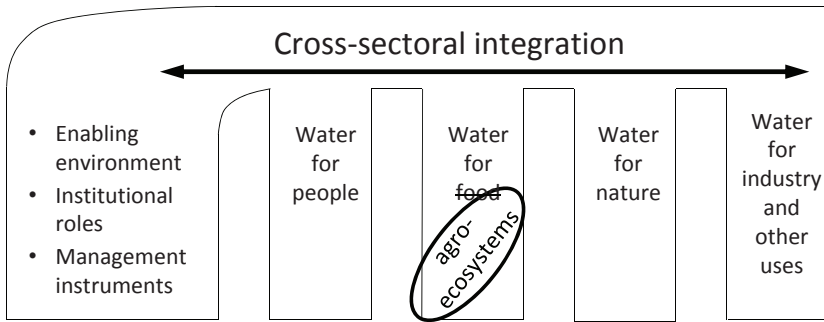 Cross-sectoral integration
• Enabling
environment
• Institutional
roles
• Management
instruments
Water
for
people
Water
for
food
agro-
ecosystems
Water
for
nature
Water
for
industry
and
other
uses